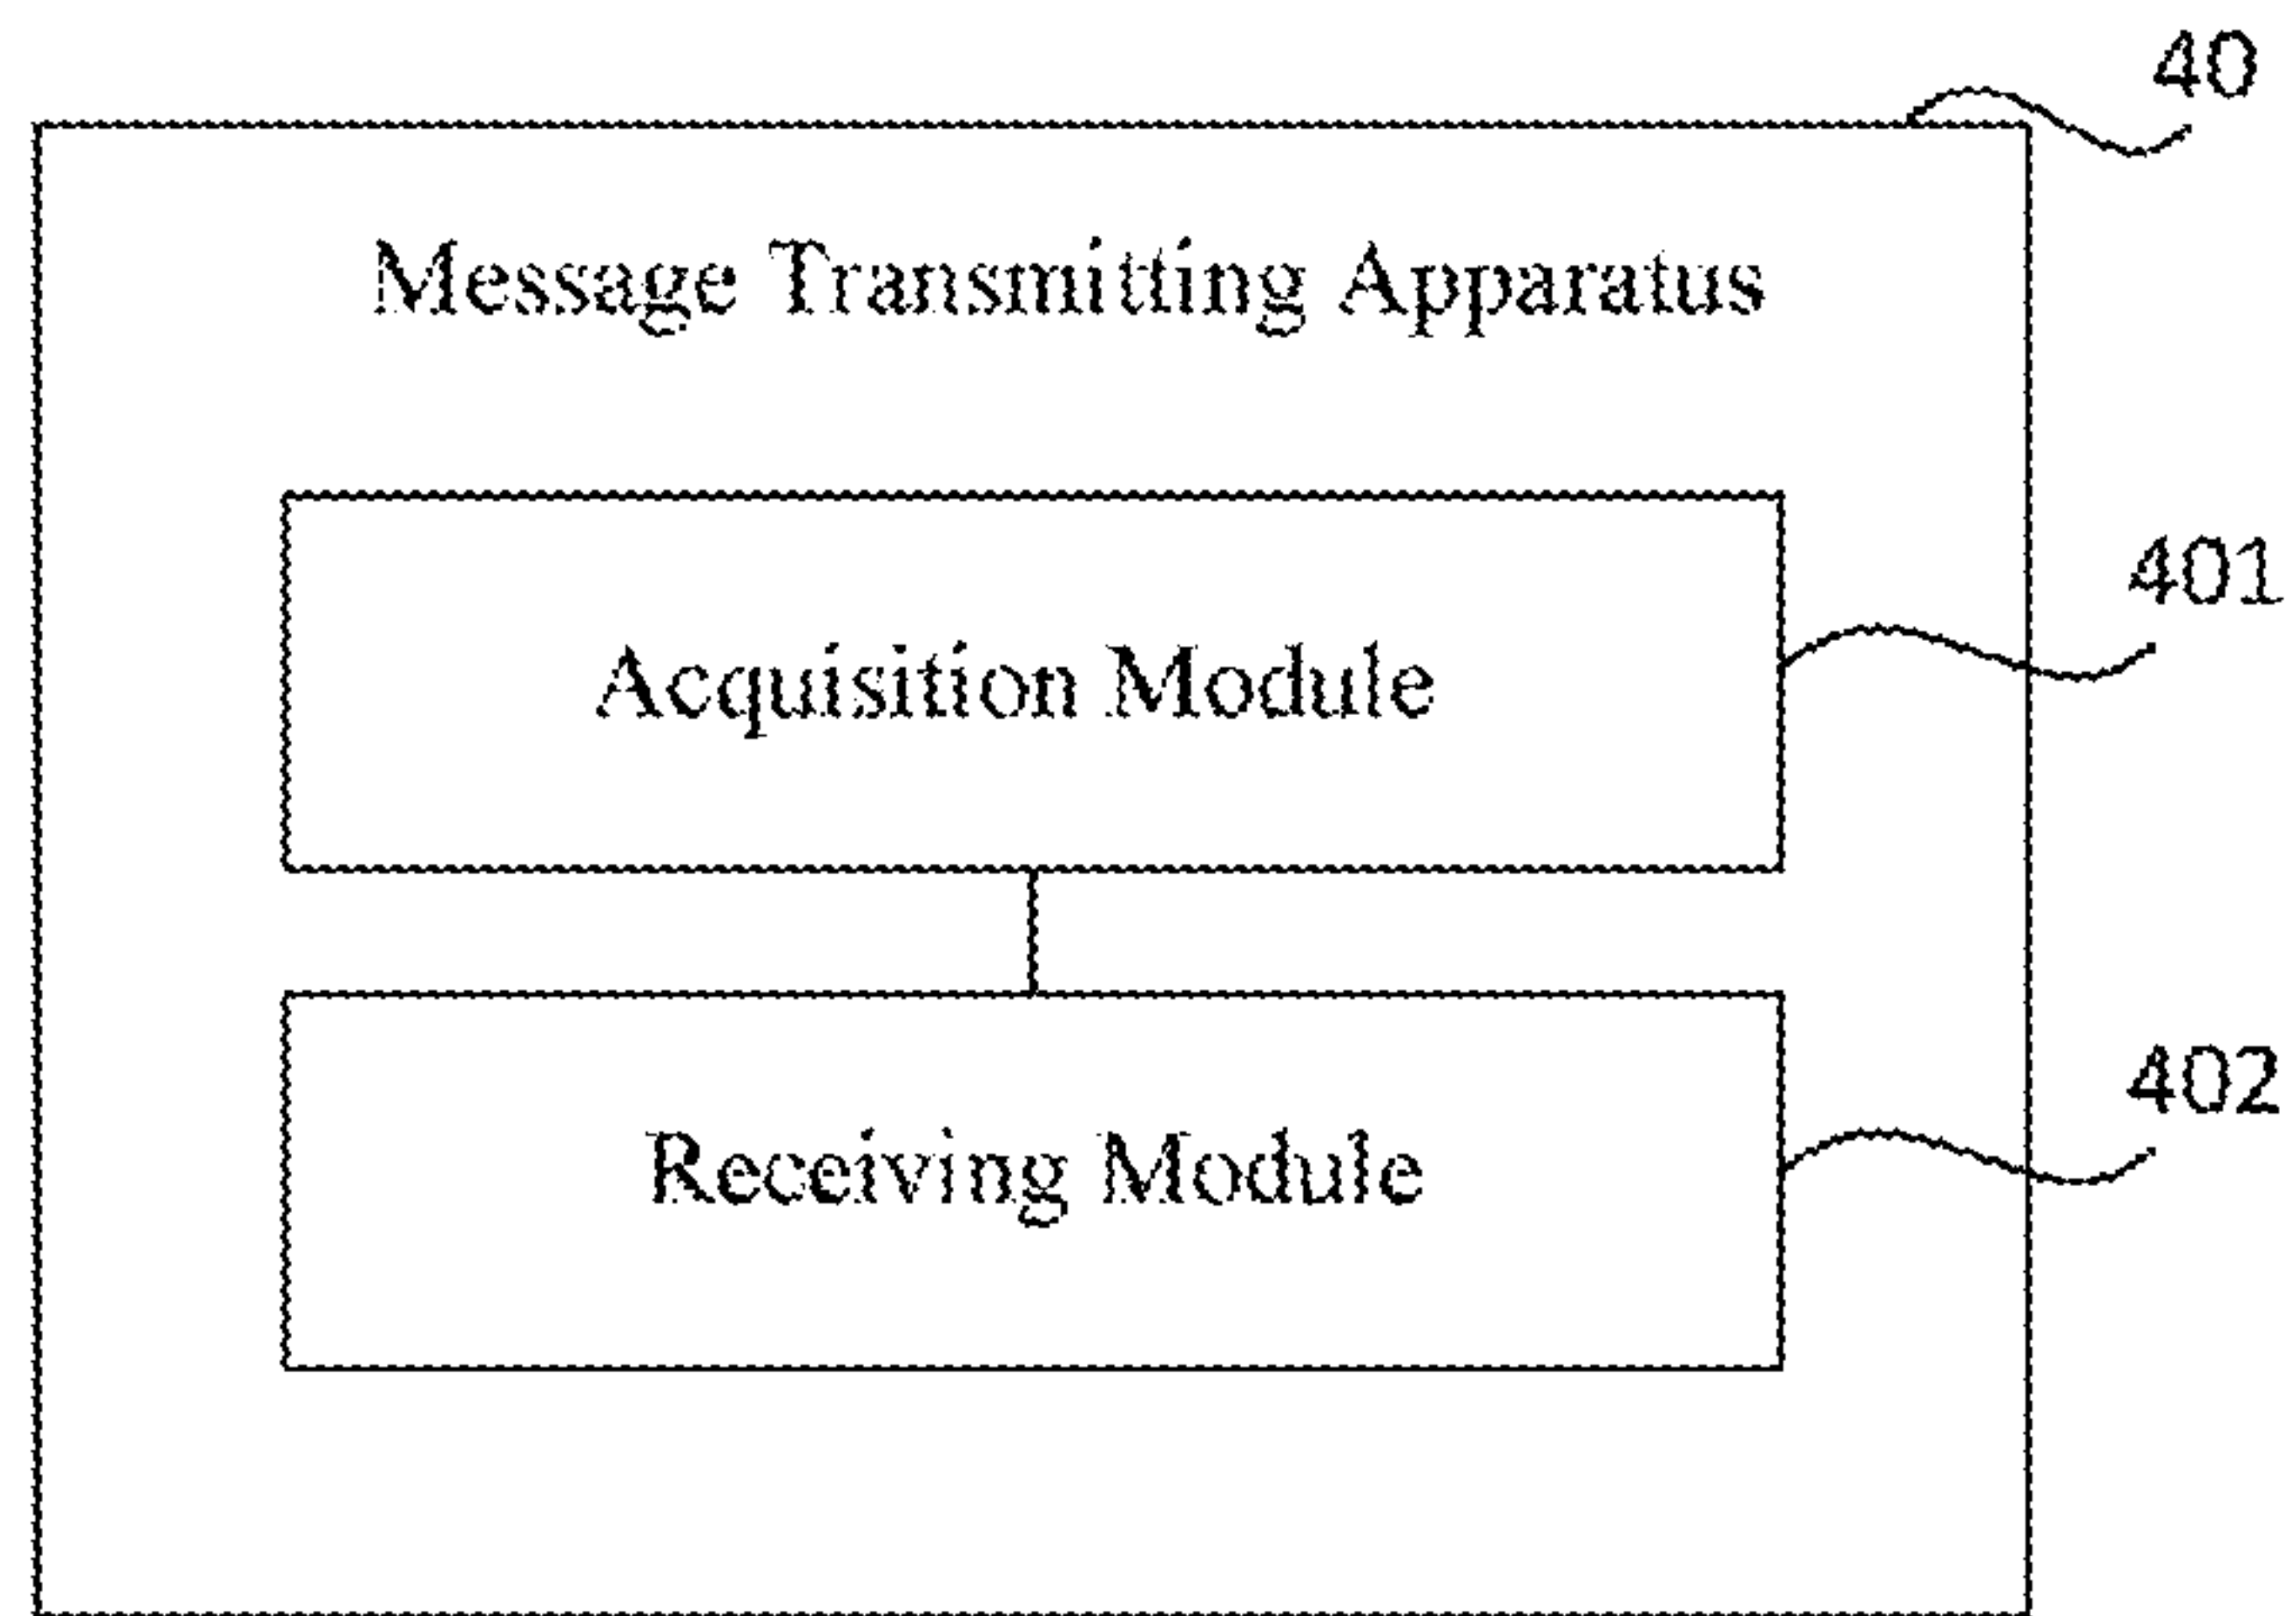 40
Message Transmitting Apparatus
401
Acquisition Module
402
Receiving Module